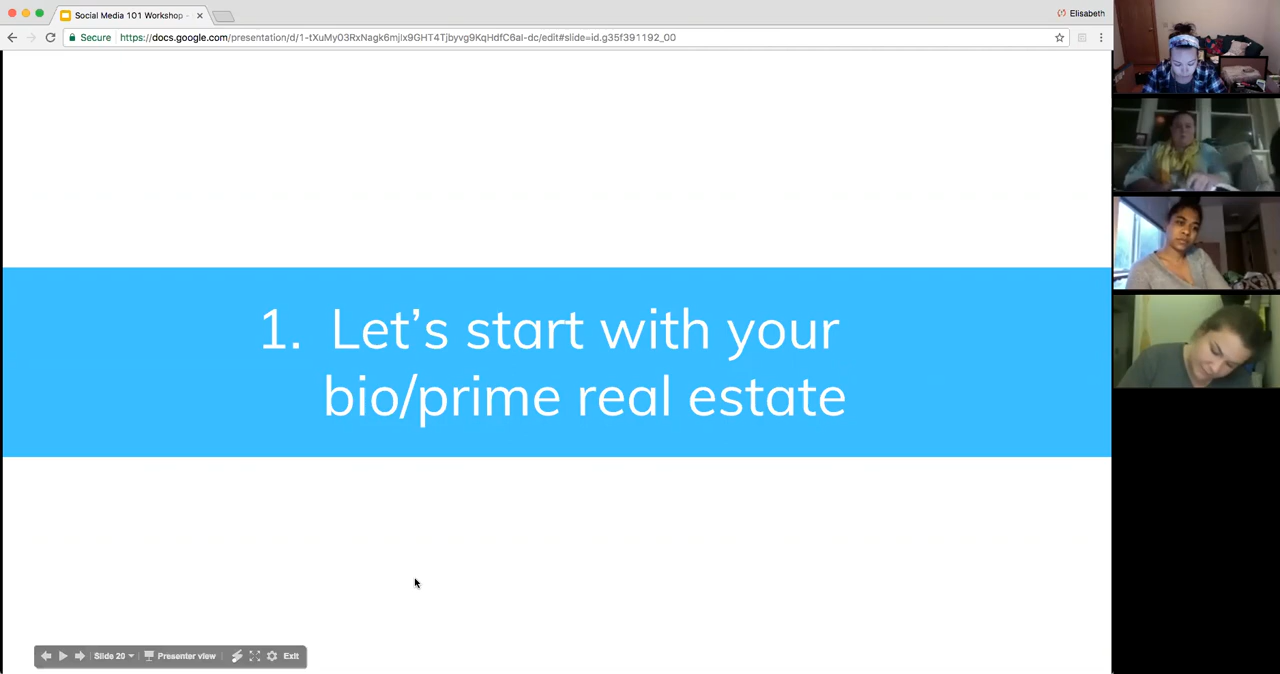 Social Media 101 Workshop -
Elisabeth
Secure
https://docs.google.com/presentation/d/1-tXuMy03RxNagk6mjlx9GHT4Tjbyvg9KqHdfC6aI-dc/edit#slide=id.g35f391192_00
1. Let’s start with your
bio/prime real estate
Slide 20
Presenter view
Exit